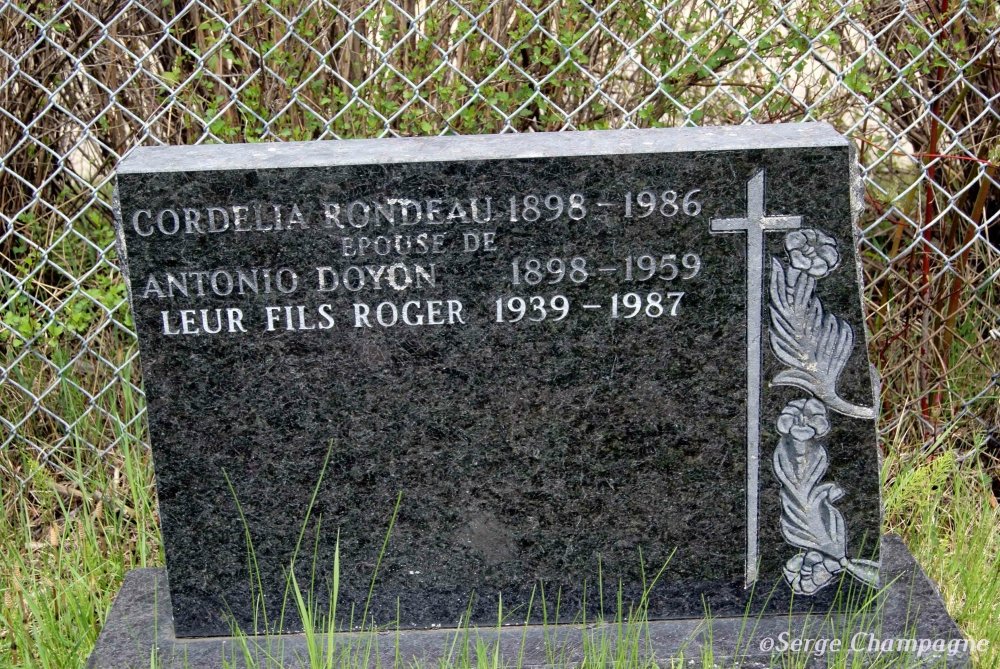 CORDELIA RONDEAU 1898 – 1986
EPOUSE DE
ANTONIO DOYON 1898 – 1959
LEUR FILS ROGER 1939 – 1987
©Serge Champagne